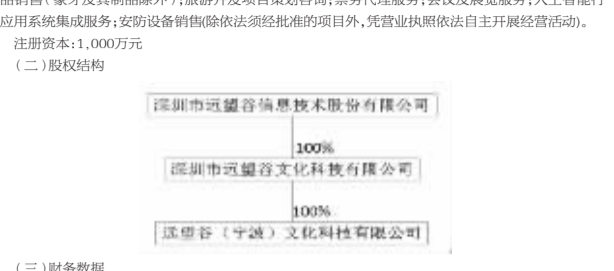 品销售(象牙及其制品除外);旅游开发项目策划咨询;票务代理服务;会议及展览服务;人工智能行
应用系统集成服务;安防设备销售(除依法须经批准的项目外,凭营业执照依法自主开展经营活动)。
注册资本:1,000万元
(二)股权结构
深圳市远望谷信息技术股份有限公司
100%
深圳市远望谷文化科技有限公司
100%
远望谷(宁波)文化科技有限公司
(三)财务数据